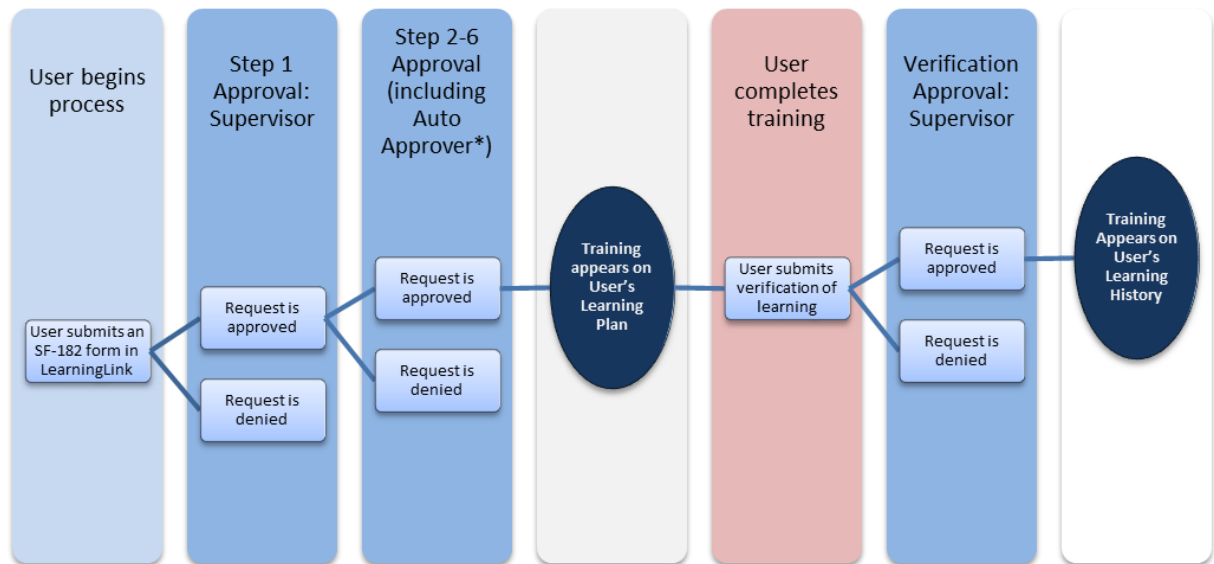 User begins
process
Step 1
Approval:
Supervisor
Step 2-6
Approval
(including
Auto
Approver*)
User
completes
training
Verification
Approval:
Supervisor
User submits an
SF-182 form in
LearningLink
Request is
approved
Request is
denied
Request is
approved
Request is
denied
Training
appears on
User's
Learning
Plan
User submits
verification of
learning
Request is
approved
Request is
denied
Training
Appears on
User's
Learning
History